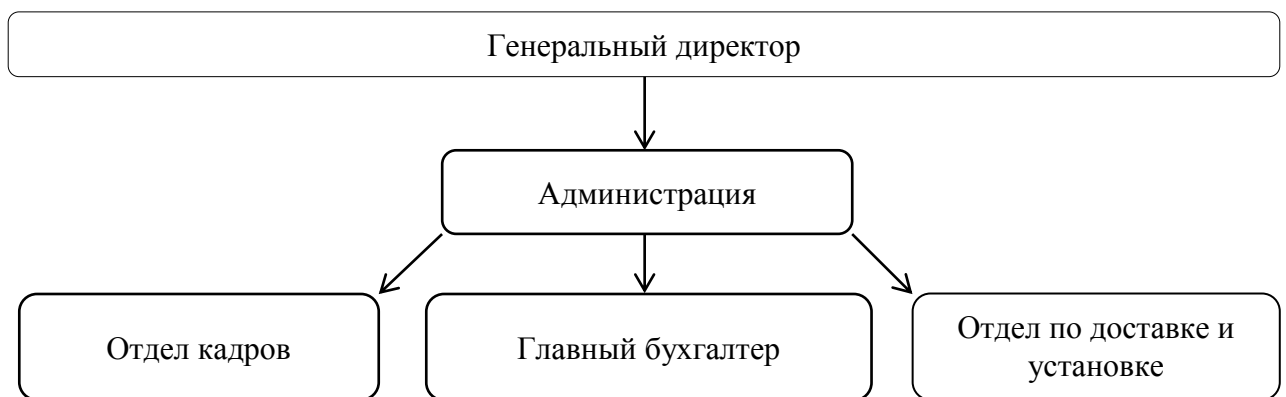 Генеральный директор
Администрация
Отдел кадров
Главный бухгалтер
Отдел по доставке и
установке